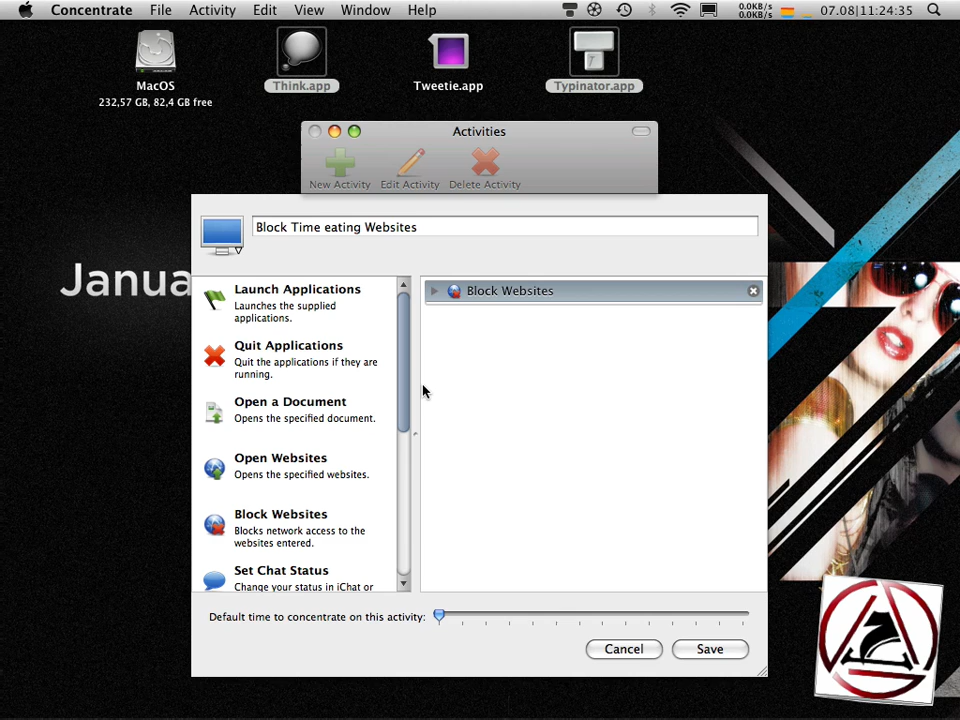 Concentrate File Activity Edit View Window Help
0.0KB/s
0.0KB/s
07.08|11:24:35
MacOS
232,57 GB, 82,4 GB free
Think.app
Tweetie.app
Typinator.app
Activities
New Activity Edit Activity Delete Activity
Janua
Block Time eating Websites
Launch Applications
Launches the supplied
applications.
Quit Applications
Quit the applications if they are
running.
Open a Document
Opens the specified document.
Open Websites
Opens the specified websites.
Block Websites
Blocks network access to the
websites entered.
Set Chat Status
Change your status in iChat or
Block Websites
Default time to concentrate on this activity:
Cancel Save